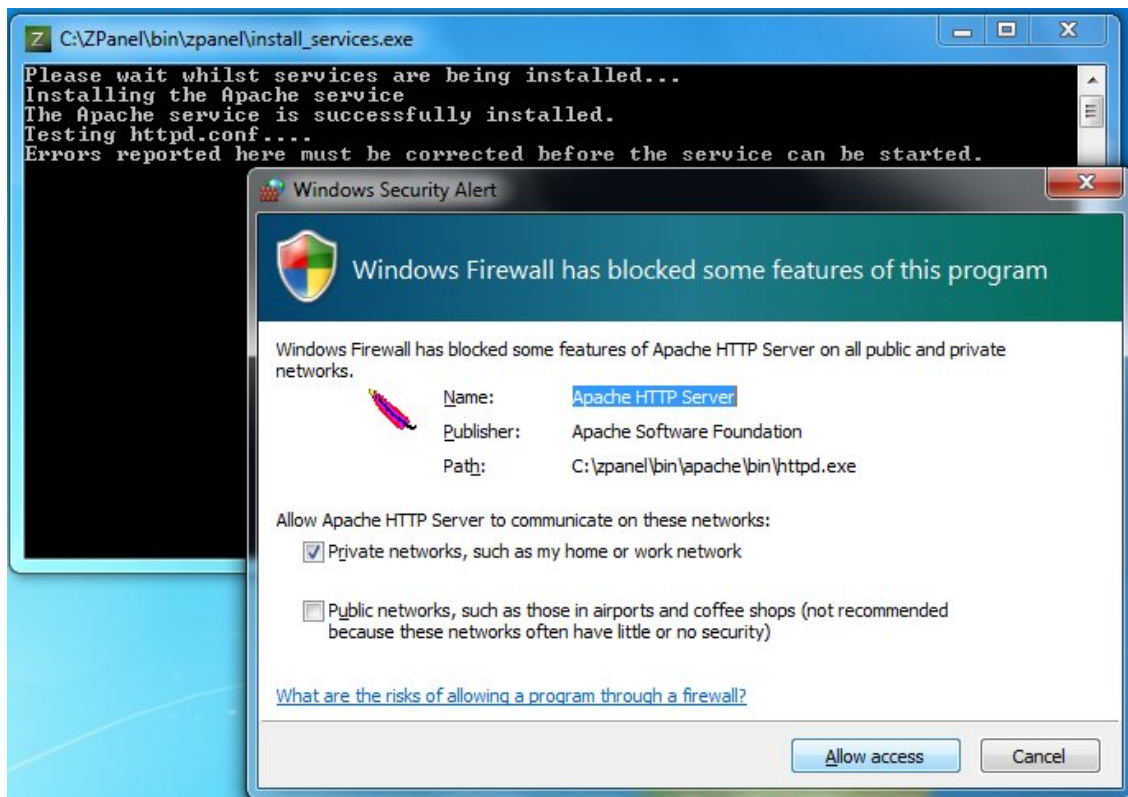 C:\ZPanel\bin\zpanel\install_services.exe
Please wait whilst services are being installed...
Installing the Apache service
The Apache service is successfully installed.
Testing httpd.conf....
Errors reported here must be corrected before the service can be started.
Windows Security Alert
Windows Firewall has blocked some features of this program
Windows Firewall has blocked some features of Apache HTTP Server on all public and private
networks.
Name: Apache HTTP Server
Publisher: Apache Software Foundation
Path: C:\zpanel\bin\apache\bin\httpd.exe
Allow Apache HTTP Server to communicate on these networks:
Private networks, such as my home or work network
Public networks, such as those in airports and coffee shops (not recommended
because these networks often have little or no security)
What are the risks of allowing a program through a firewall?
Allow access Cancel